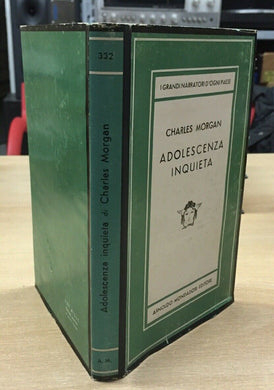 332
Adolescenza inquieta di Charles Morgan
A. M.
I GRANDI NARRATORI D'OGNI PAESE
CHARLES MORGAN
ADOLESCENZA
INQUIETA
ARNOLDO MONDADORI EDITORE